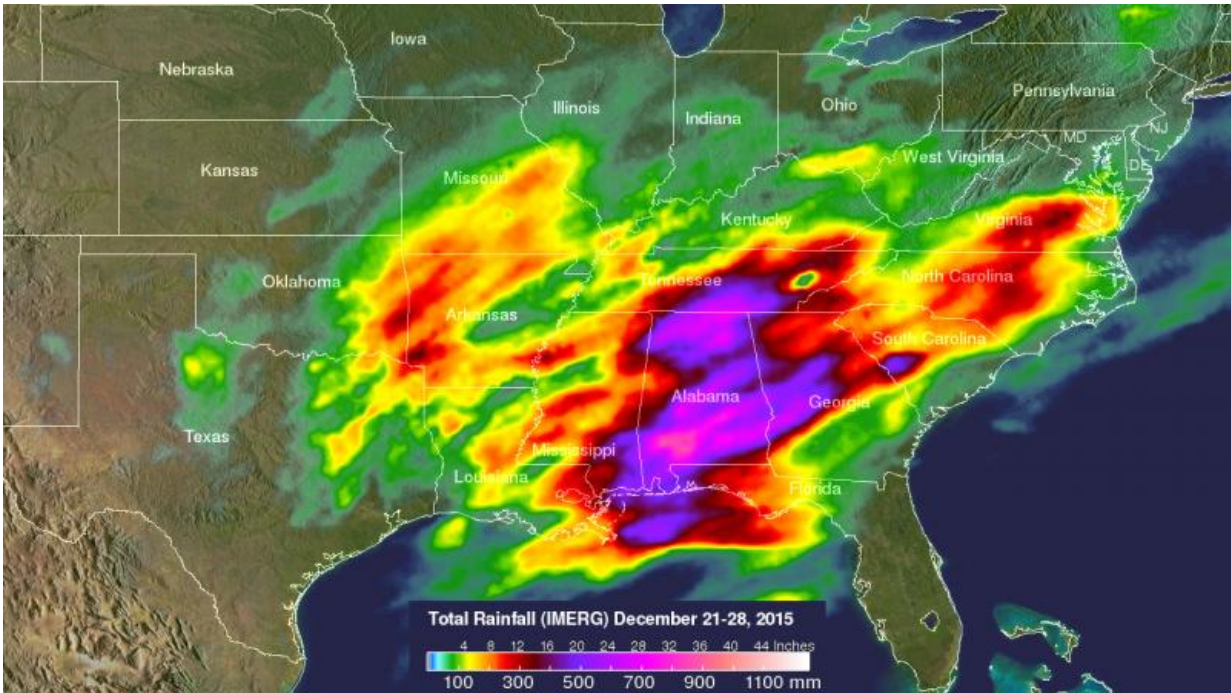 Iowa
Nebraska
Illinois
Indiana
Ohio
Pennsylvania
NJ
MD
DE
Kansas
Missouri
West Virginia
Kentucky
Virginia
Oklahoma
Tennessee
North Carolina
Arkansas
South Carolina
Alabama
Georgia
Texas
Mississippi
Louisiana
Florida
Total Rainfall (IMERG) December 21-28, 2015
4 8 12 16 20 24 28 32 36 40 44 Inches
100 300 500 700 900 1100 mm